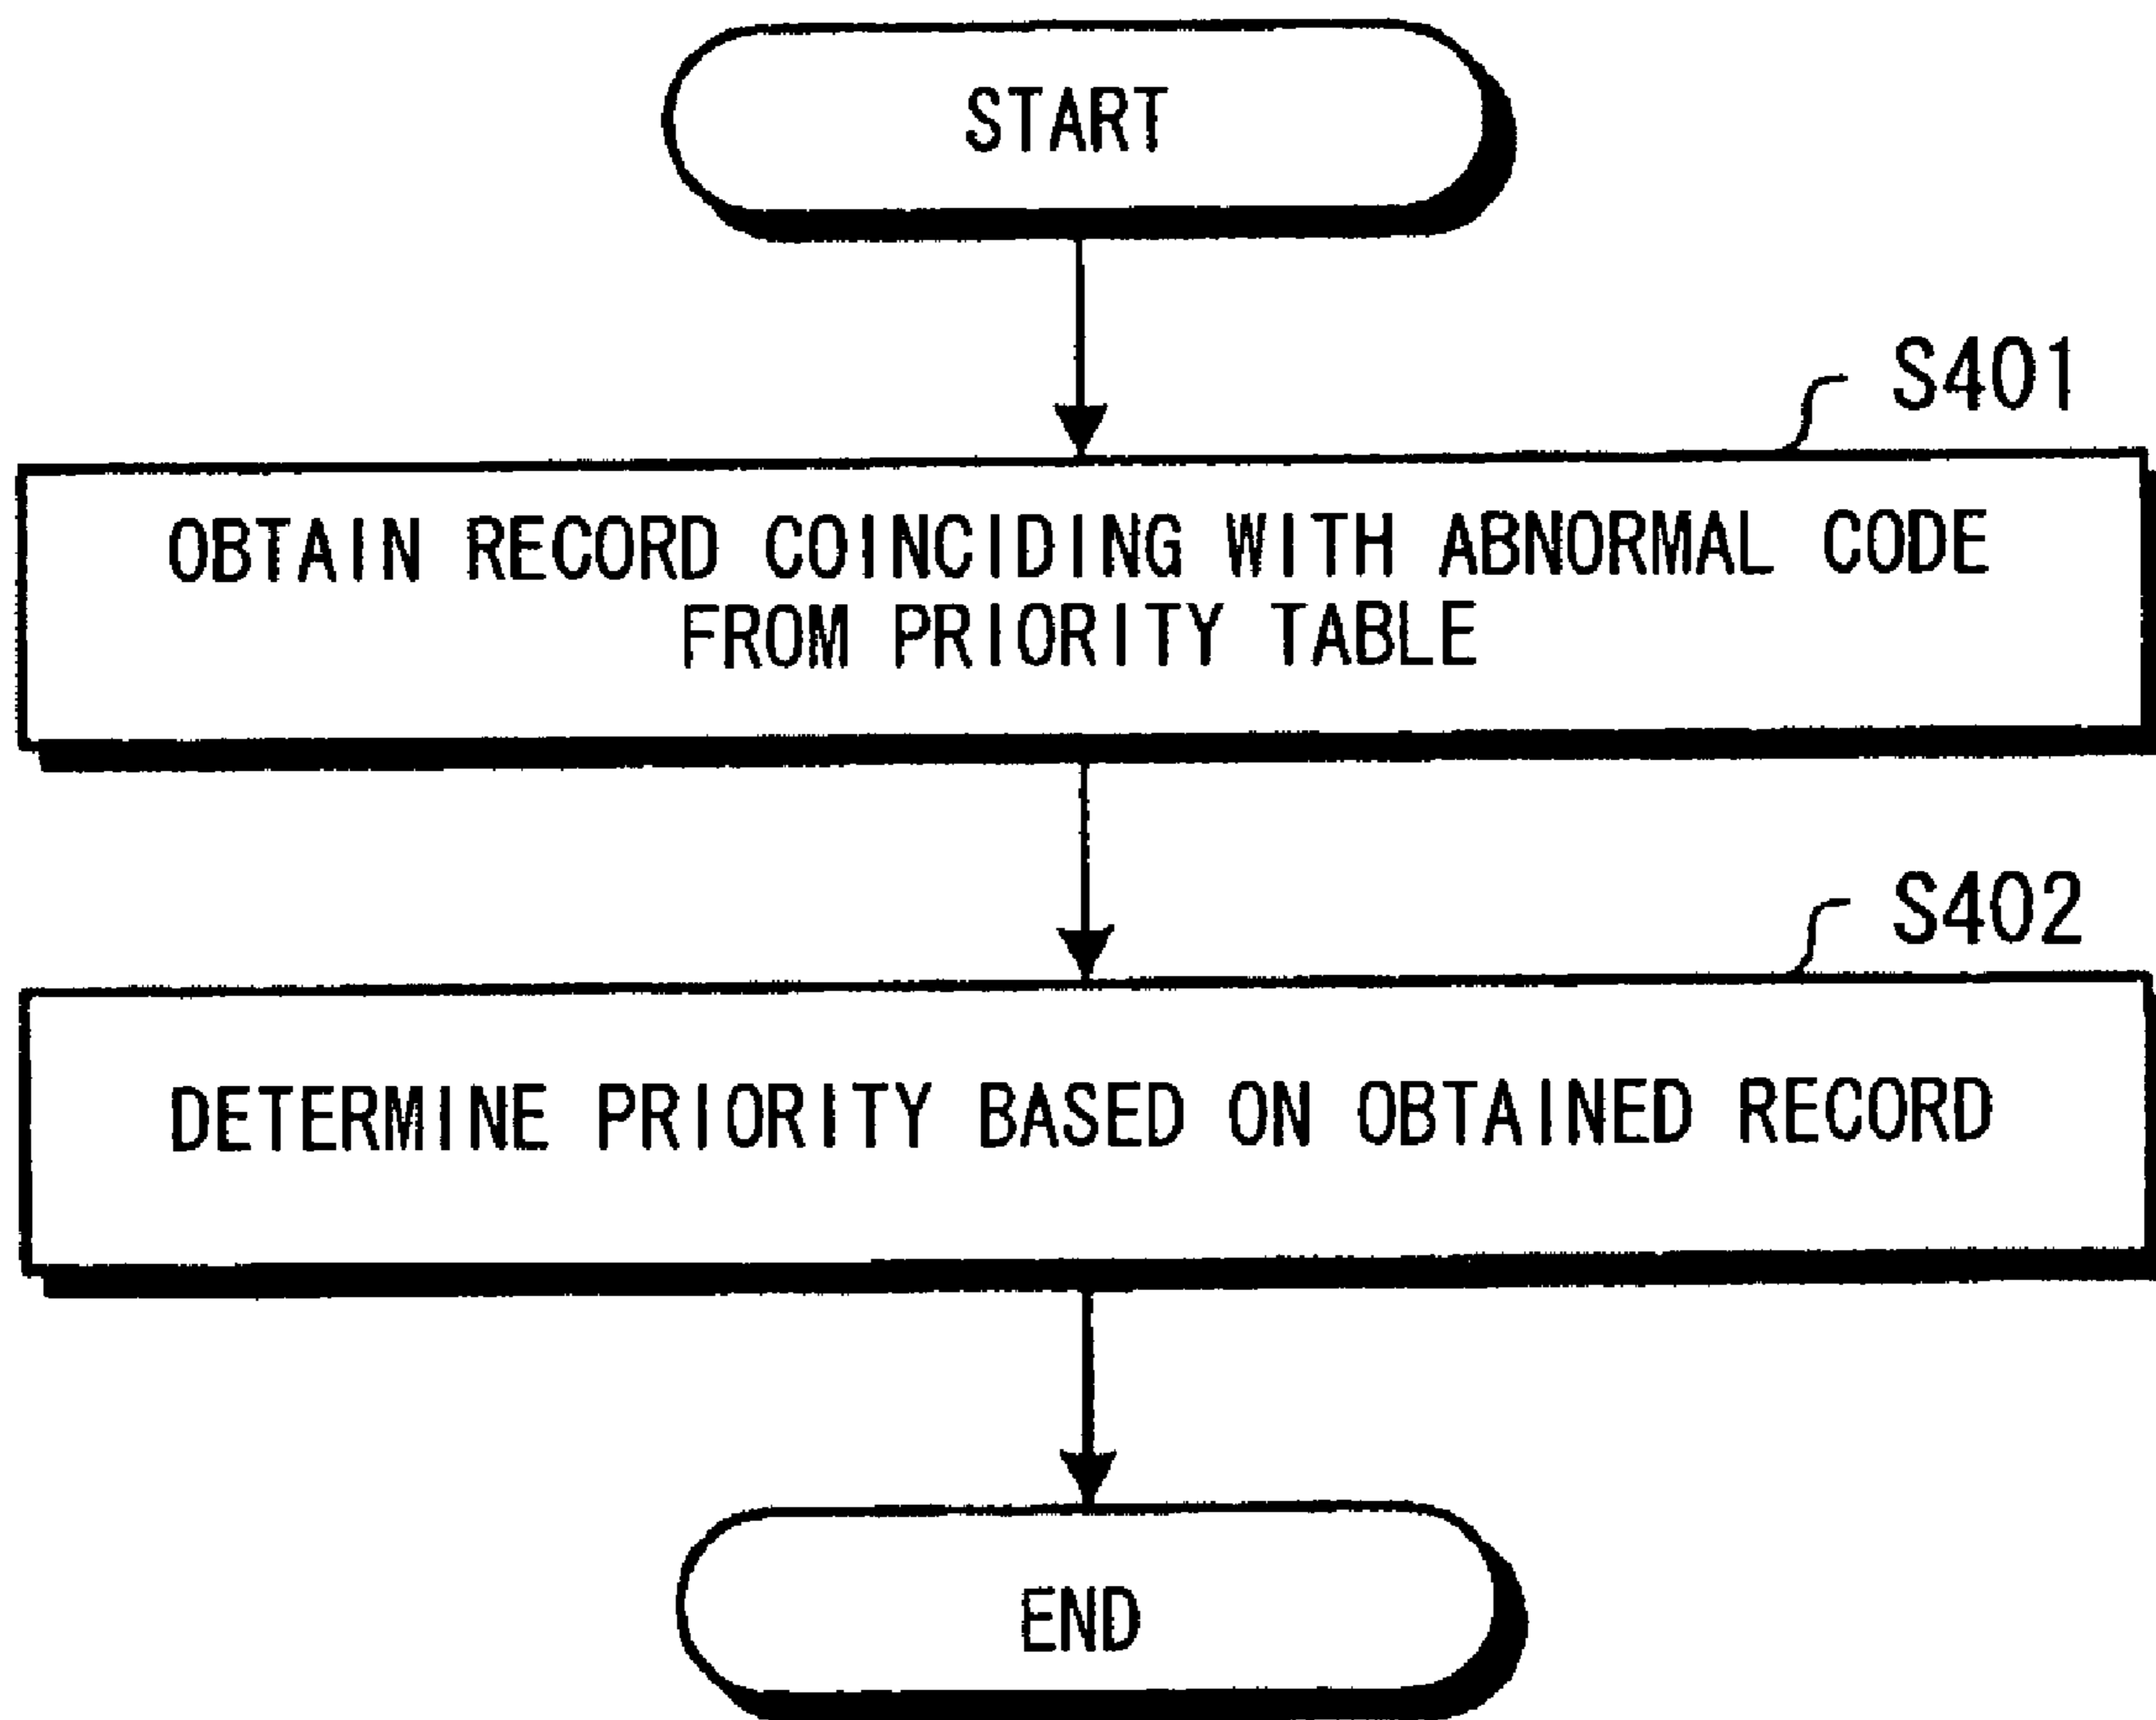 START
S401
OBTAIN RECORD COINCIDING WITH ABNORMAL CODE
FROM PRIORITY TABLE
S402
DETERMINE PRIORITY BASED ON OBTAINED RECORD
END